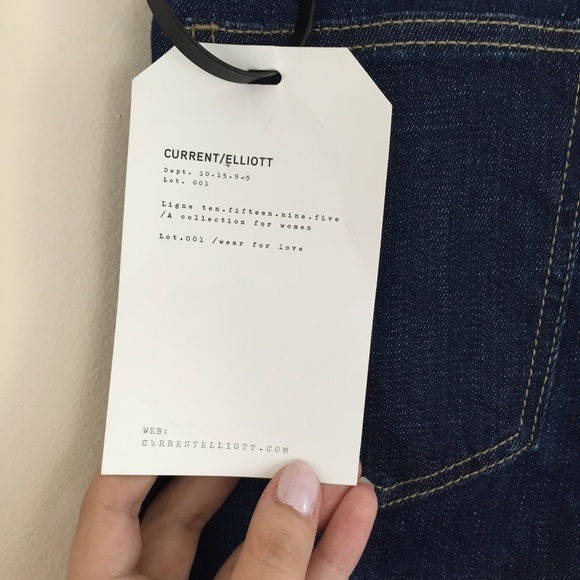 CURRENT/ELLIOTT
Dept. 10.15.9.5
Lot. 001
Ligne ten.fifteen.nine.five
/A collection for women
Lot.001 /wear for love
WEB:
CURRENTELLIOTT.COM